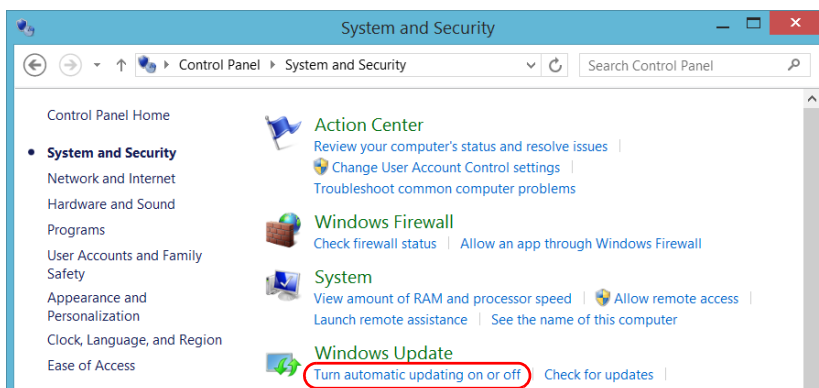 System and Security
Control Panel System and Security
Search Control Panel
Control Panel Home
System and Security
Network and Internet
Hardware and Sound
Programs
User Accounts and Family
Safety
Appearance and
Personalization
Clock, Language, and Region
Ease of Access
Action Center
Review your computer's status and resolve issues
Change User Account Control settings
Troubleshoot common computer problems
Windows Firewall
Check firewall status Allow an app through Windows Firewall
System
View amount of RAM and processor speed Allow remote access
Launch remote assistance See the name of this computer
Windows Update
Turn automatic updating on or off Check for updates